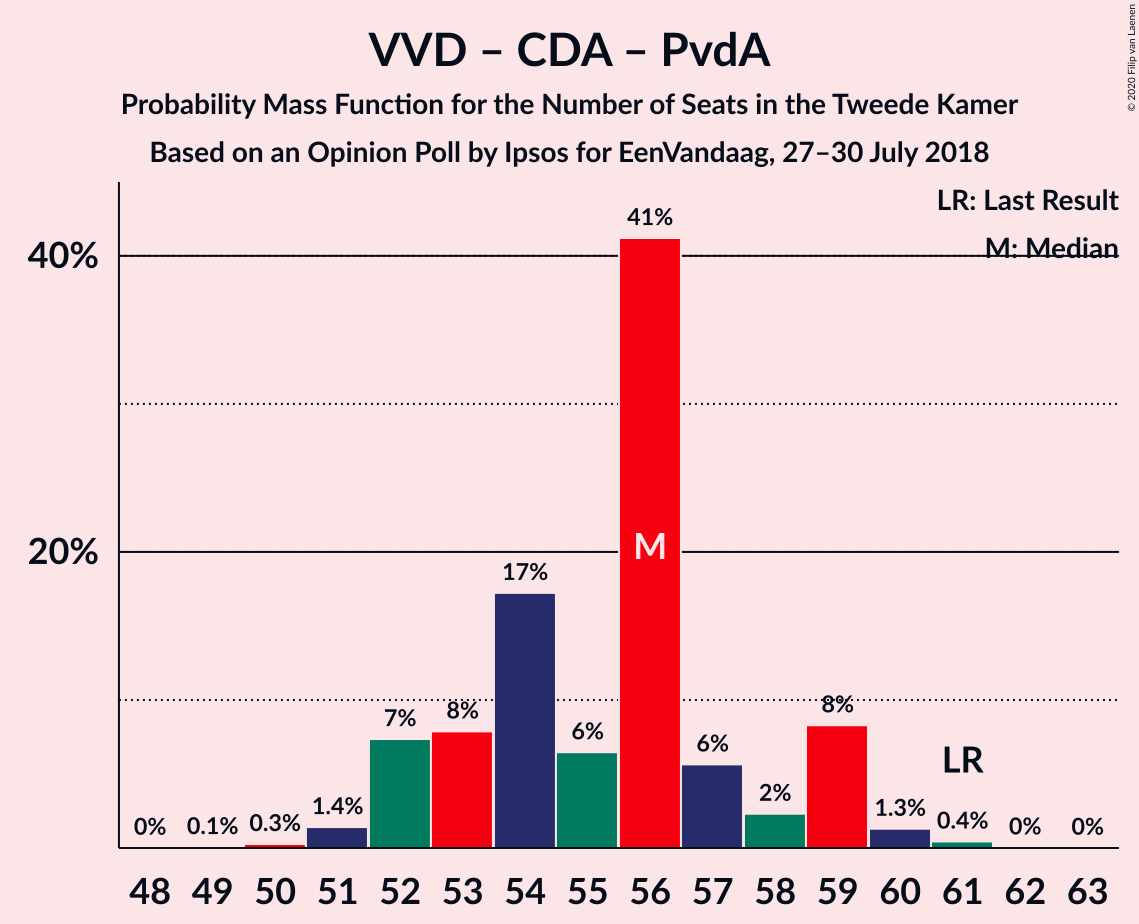 VVD – CDA – PvdA
Probability Mass Function for the Number of Seats in the Tweede Kamer
Based on an Opinion Poll by Ipsos for EenVandaag, 27–30 July 2018
© 2020 Filip van Laenen
LR: Last Result
M: Median
40%
20%
0%
0.1%
0.3%
1.4%
7%
8%
17%
6%
41%
M
6%
2%
8%
1.3%
LR
0.4%
0%
0%
48 49 50 51 52 53 54 55 56 57 58 59 60 61 62 63